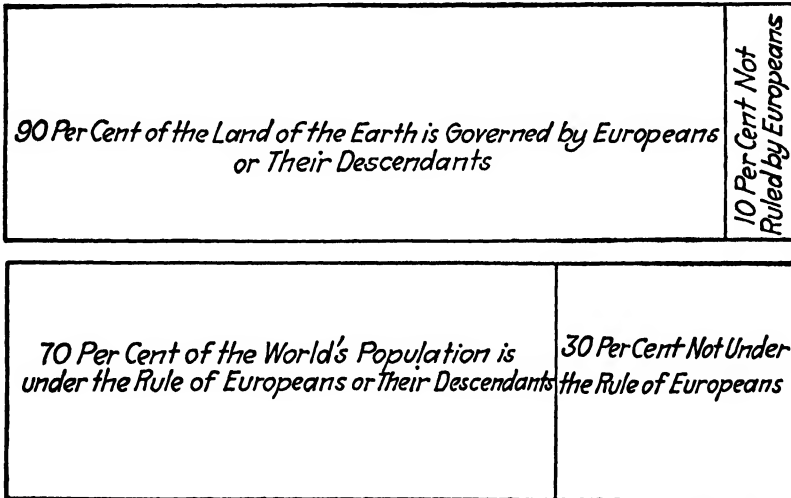 90 Per Cent of the Land of the Earth is Governed by Europeans
or Their Descendants
10 Per Cent Not
Ruled by Europeans
70 Per Cent of the World's Population is
under the Rule of Europeans or Their Descendants
30 Per Cent Not Under
the Rule of Europeans